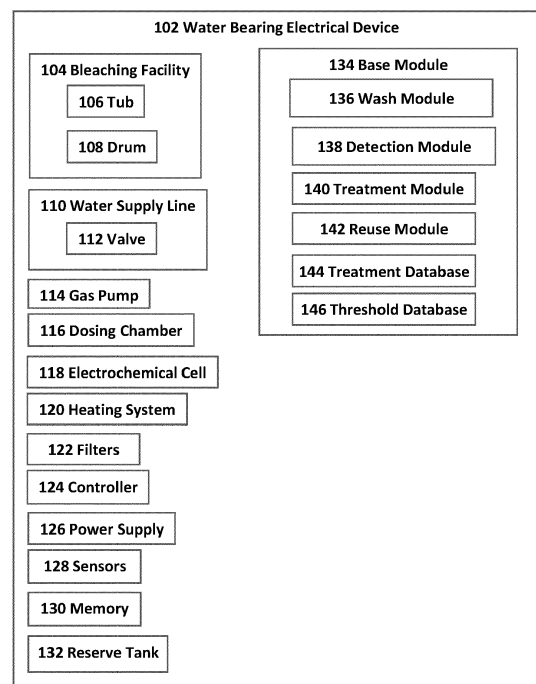 102 Water Bearing Electrical Device
104 Bleaching Facility
106 Tub
108 Drum
110 Water Supply Line
112 Valve
114 Gas Pump
116 Dosing Chamber
118 Electrochemical Cell
120 Heating System
122 Filters
124 Controller
126 Power Supply
128 Sensors
130 Memory
132 Reserve Tank
134 Base Module
136 Wash Module
138 Detection Module
140 Treatment Module
142 Reuse Module
144 Treatment Database
146 Threshold Database